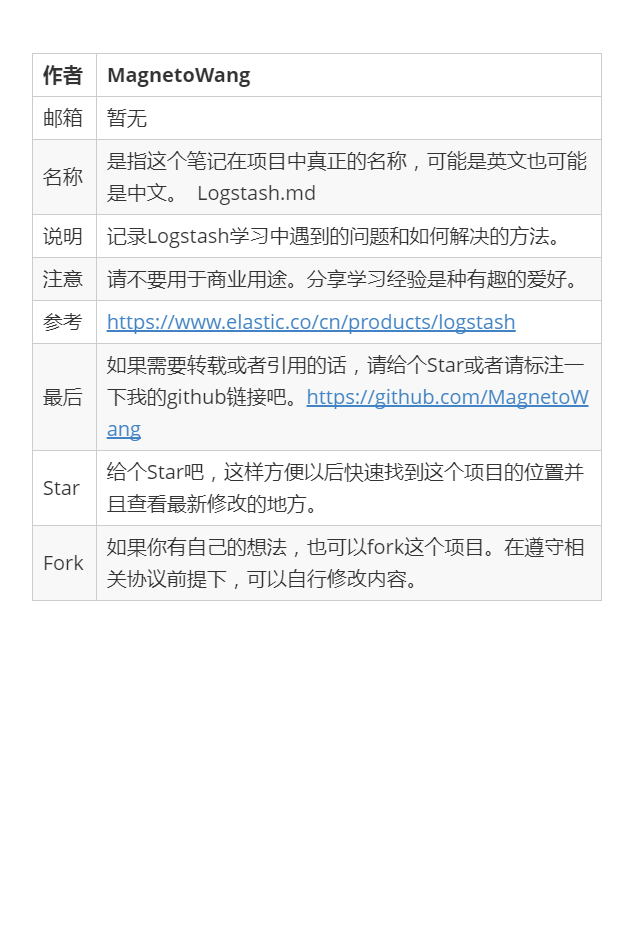 作者 MagnetoWang
邮箱 暂无
名称 是指这个笔记在项目中真正的名称，可能是英文也可能
是中文。 Logstash.md
说明 记录Logstash学习中遇到的问题和如何解决的方法。
注意 请不要用于商业用途。分享学习经验是种有趣的爱好。
参考 https://www.elastic.co/cn/products/logstash
最后 如果需要转载或者引用的话，请给个Star或者请标注一
下我的github链接吧。https://github.com/MagnetoW
ang
Star 给个Star吧，这样方便以后快速找到这个项目的位置并
且查看最新修改的地方。
Fork 如果你有自己的想法，也可以fork这个项目。在遵守相
关协议前提下，可以自行修改内容。